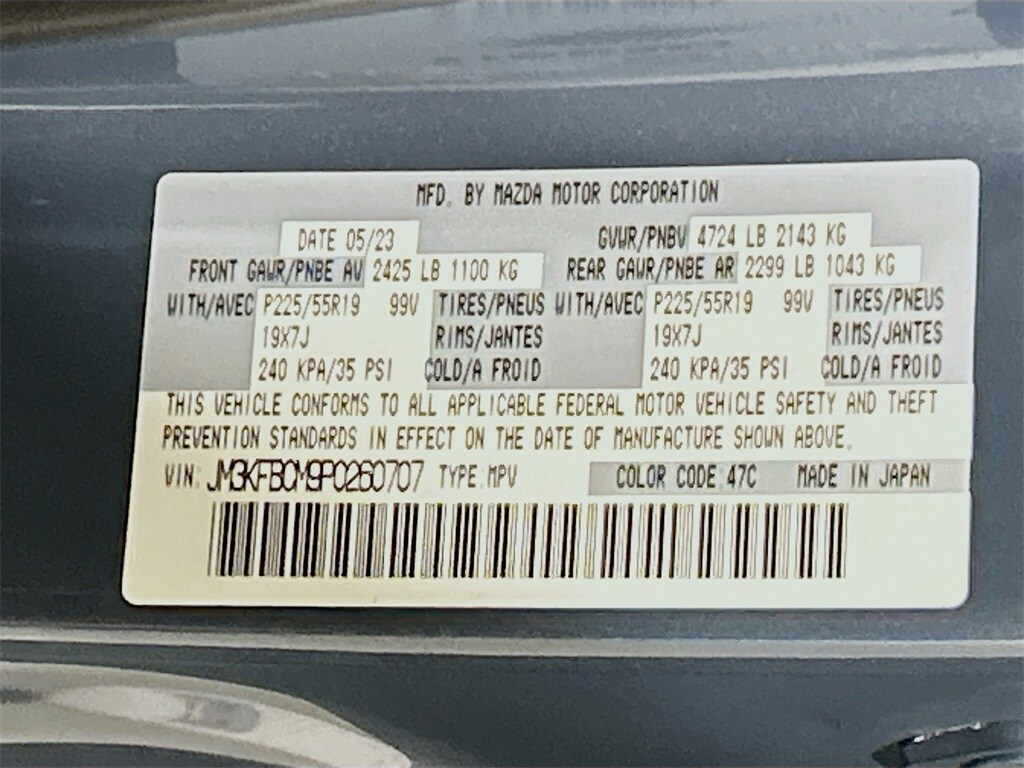 MFD. BY MAZDA MOTOR CORPORATION
DATE 05/23 GVWR/PNBV 4724 LB 2143 KG
FRONT GAWR/PNBE AV 2425 LB 1100 KG REAR GAWR/PNBE AR 2299 LB 1043 KG
WITH/AVEC P225/55R19 99V TIRES/PNEUS WITH/AVEC P225/55R19 99V TIRES/PNEUS
19X7J RIMS/JANTES 19X7J RIMS/JANTES
240 KPA/35 PSI COLD/A FROID 240 KPA/35 PSI COLD/A FROID
THIS VEHICLE CONFORMS TO ALL APPLICABLE FEDERAL MOTOR VEHICLE SAFETY AND THEFT
PREVENTION STANDARDS IN EFFECT ON THE DATE OF MANUFACTURE SHOWN ABOVE.
VIN: JM3KFBCM9P0260707 TYPE:MPV COLOR CODE:47C MADE IN JAPAN